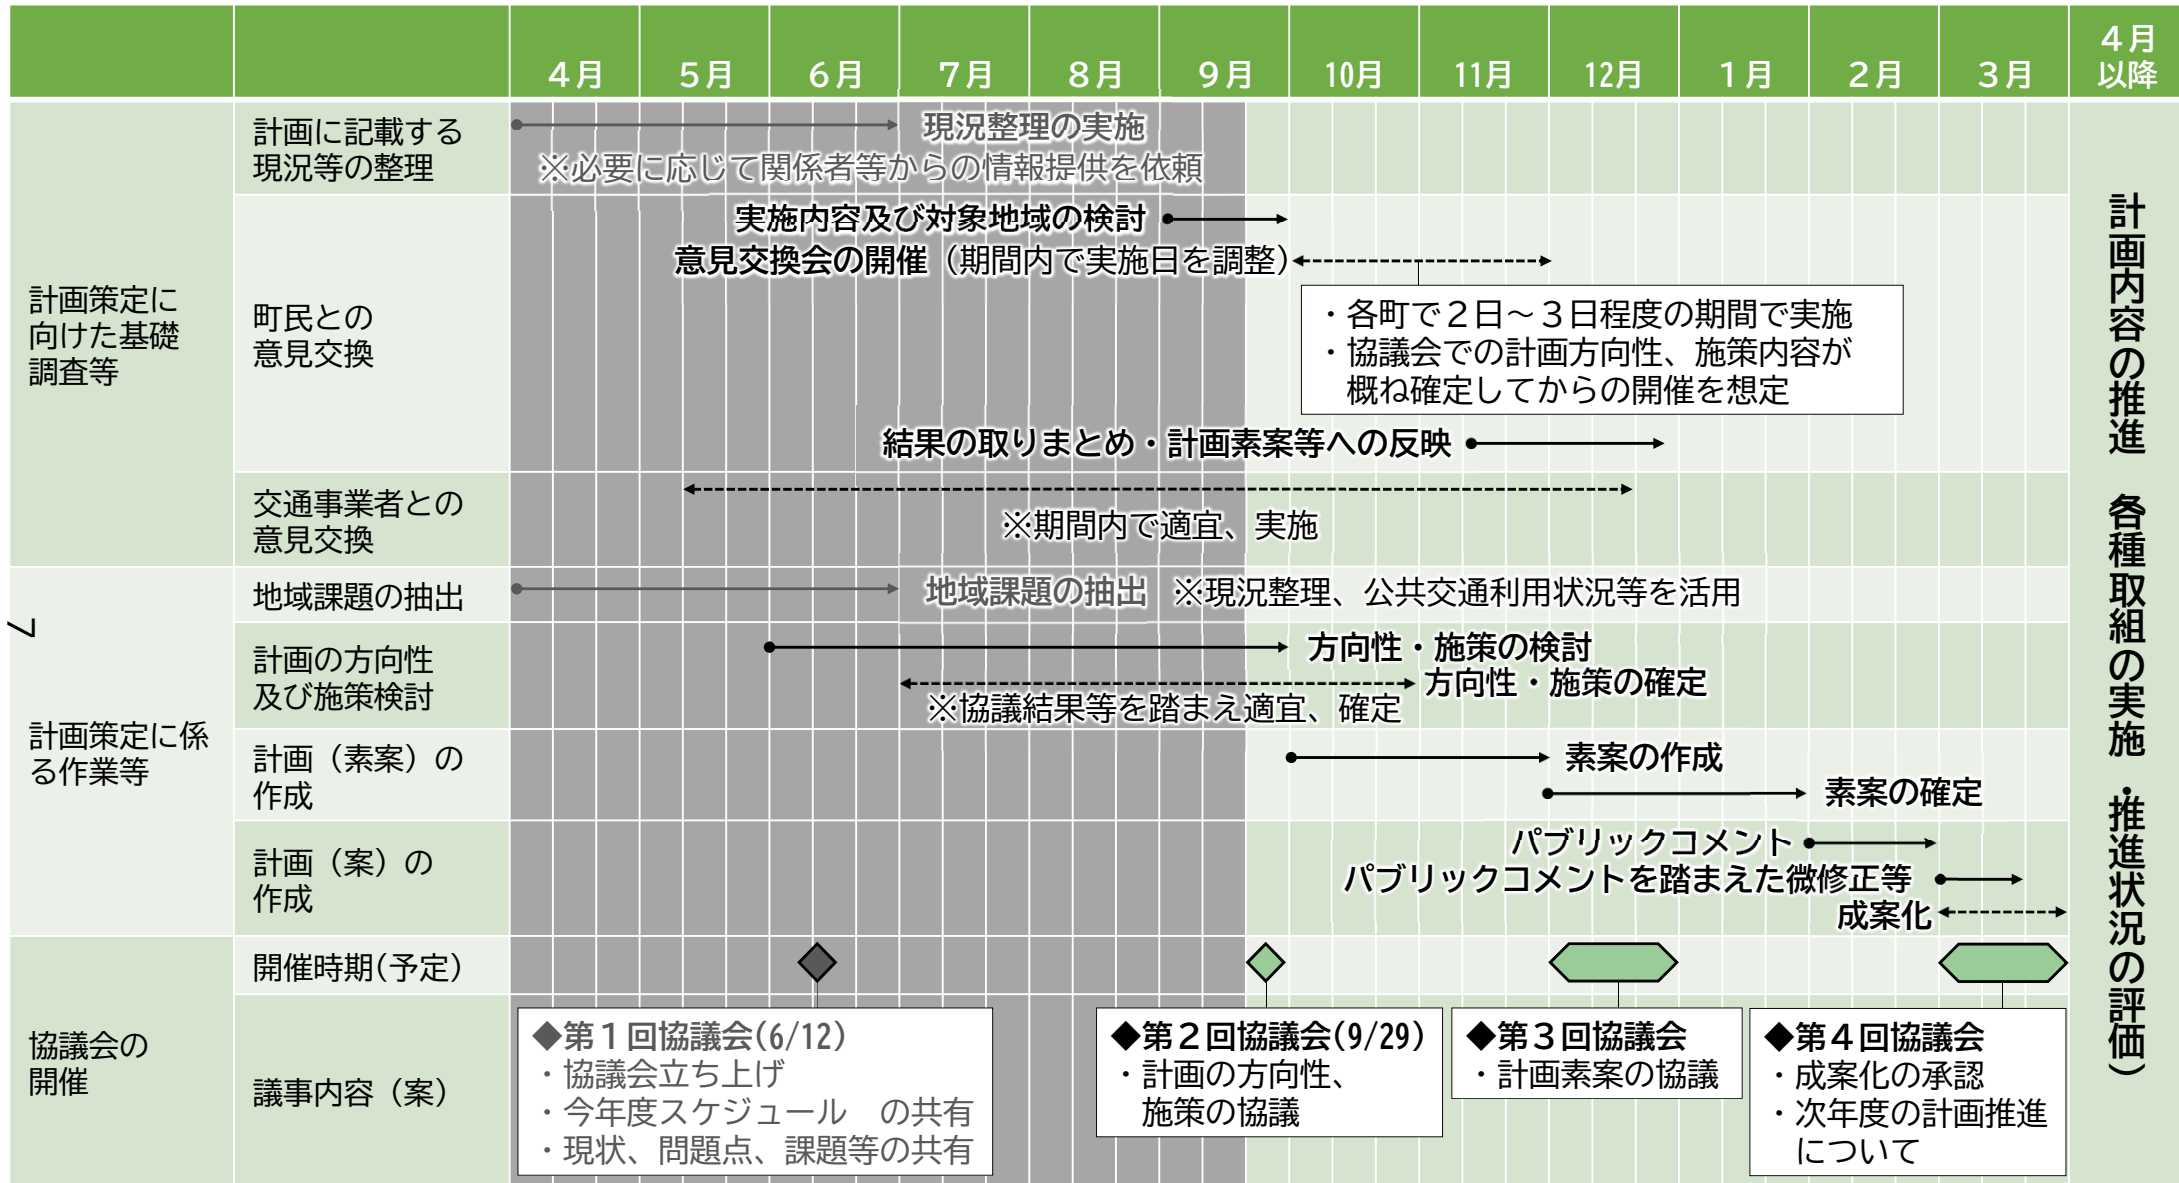 4月
5月
6月
7月
8月
9月
10月
11月
12月
1月
2月
3月
4月
以降
計画策定に
向けた基礎
調査等
計画に記載する
現況等の整理
現況整理の実施
※必要に応じて関係者等からの情報提供を依頼
町民との
意見交換
実施内容及び対象地域の検討
意見交換会の開催（期間内で実施日を調整）
・各町で２日～３日程度の期間で実施
・協議会での計画方向性、施策内容が
概ね確定してからの開催を想定
結果の取りまとめ・計画素案等への反映
交通事業者との
意見交換
※期間内で適宜、実施
計画策定に係
る作業等
地域課題の抽出
地域課題の抽出　※現況整理、公共交通利用状況等を活用
計画の方向性
及び施策検討
方向性・施策の検討
方向性・施策の確定
※協議結果等を踏まえ適宜、確定
計画（素案）の
作成
素案の作成
素案の確定
計画（案）の
作成
パブリックコメント
パブリックコメントを踏まえた微修正等
成案化
協議会の
開催
開催時期(予定)
議事内容（案）
◆第１回協議会(6/12)
・協議会立ち上げ
・今年度スケジュール　の共有
・現状、問題点、課題等の共有
◆第２回協議会(9/29)
・計画の方向性、
施策の協議
◆第３回協議会
・計画素案の協議
◆第４回協議会
・成案化の承認
・次年度の計画推進
について
計画内容の推進　各種取組の実施・推進状況の評価）
7